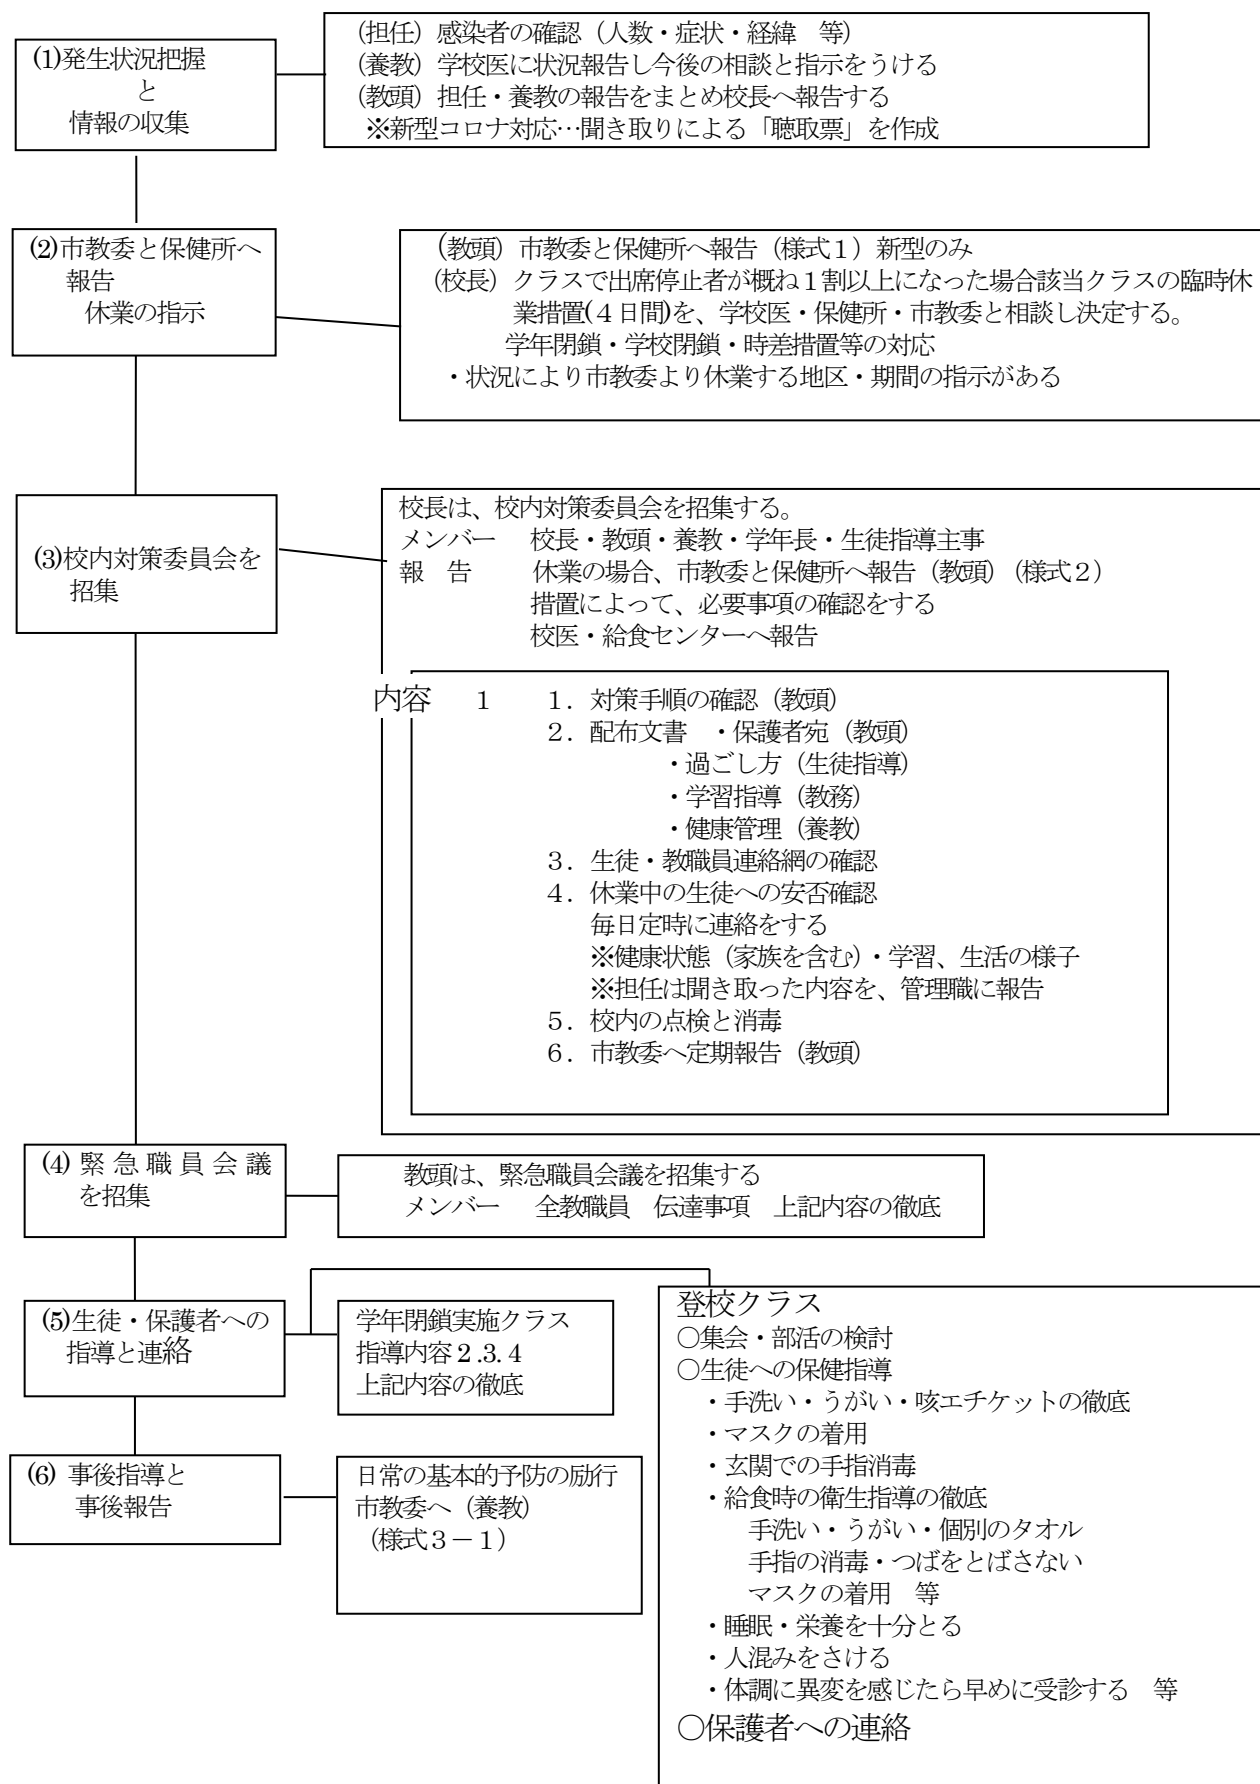 (1)発生状況把握
と
情報の収集
（担任）感染者の確認（人数・症状・経緯　等）
（養教）学校医に状況報告し今後の相談と指示をうける
（教頭）担任・養教の報告をまとめ校長へ報告する
※新型コロナ対応…聞き取りによる「聴取票」を作成
(2)市教委と保健所へ
報告
休業の指示
（教頭）市教委と保健所へ報告（様式１）新型のみ
（校長）クラスで出席停止者が概ね１割以上になった場合該当クラスの臨時休
業措置(４日間)を、学校医・保健所・市教委と相談し決定する。
学年閉鎖・学校閉鎖・時差措置等の対応
・状況により市教委より休業する地区・期間の指示がある
(3)校内対策委員会を
招集
校長は、校内対策委員会を招集する。
メンバー　校長・教頭・養教・学年長・生徒指導主事
報　告　　休業の場合、市教委と保健所へ報告（教頭）（様式２）
措置によって、必要事項の確認をする
校医・給食センターへ報告
内容　１　１．対策手順の確認（教頭）
２．配布文書　・保護者宛（教頭）
・過ごし方（生徒指導）
・学習指導（教務）
・健康管理（養教）
３．生徒・教職員連絡網の確認
４．休業中の生徒への安否確認
毎日定時に連絡をする
※健康状態（家族を含む）・学習、生活の様子
※担任は聞き取った内容を、管理職に報告
５．校内の点検と消毒
６．市教委へ定期報告（教頭）
(4) 緊急職員会議
を招集
教頭は、緊急職員会議を招集する
メンバー　全教職員　伝達事項　上記内容の徹底
(5)生徒・保護者への
指導と連絡
学年閉鎖実施クラス
指導内容２.３.４
上記内容の徹底
登校クラス
○集会・部活の検討
○生徒への保健指導
・手洗い・うがい・咳エチケットの徹底
・マスクの着用
・玄関での手指消毒
・給食時の衛生指導の徹底
手洗い・うがい・個別のタオル
手指の消毒・つばをとばさない
マスクの着用　等
・睡眠・栄養を十分とる
・人混みをさける
・体調に異変を感じたら早めに受診する　等
○保護者への連絡
(6) 事後指導と
事後報告
日常の基本的予防の励行
市教委へ（養教）
（様式３－１）